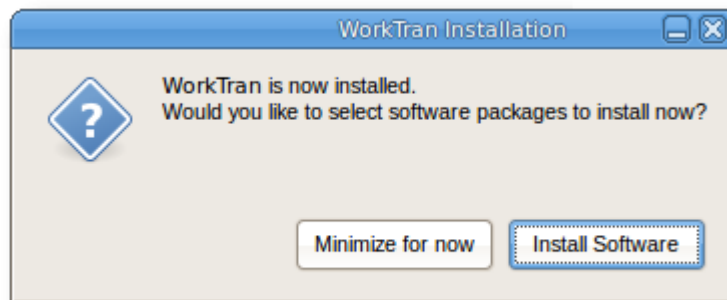 WorkTran Installation
WorkTran is now installed.
Would you like to select software packages to install now?
?
Minimize for now
Install Software